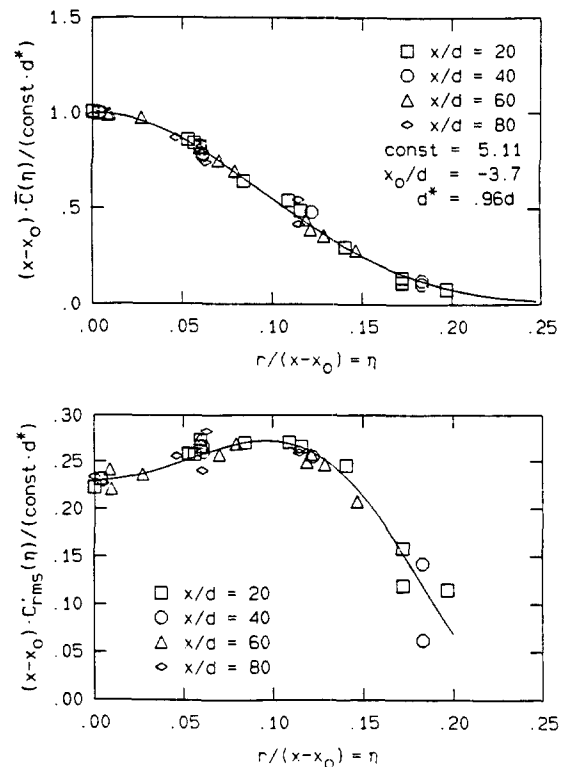 1.5
1.0
.5
.0
(x-x₀)·C̅(η)/(const·d*)
□ x/d = 20
○ x/d = 40
△ x/d = 60
◇ x/d = 80
const = 5.11
x₀/d = -3.7
d* = .96d
.00 .05 .10 .15 .20 .25
r/(x-x₀) = η
.30
.25
.20
.15
.10
.05
.00
(x-x₀)·C'rms(η)/(const·d*)
□ x/d = 20
○ x/d = 40
△ x/d = 60
◇ x/d = 80
.00 .05 .10 .15 .20 .25
r/(x-x₀) = η